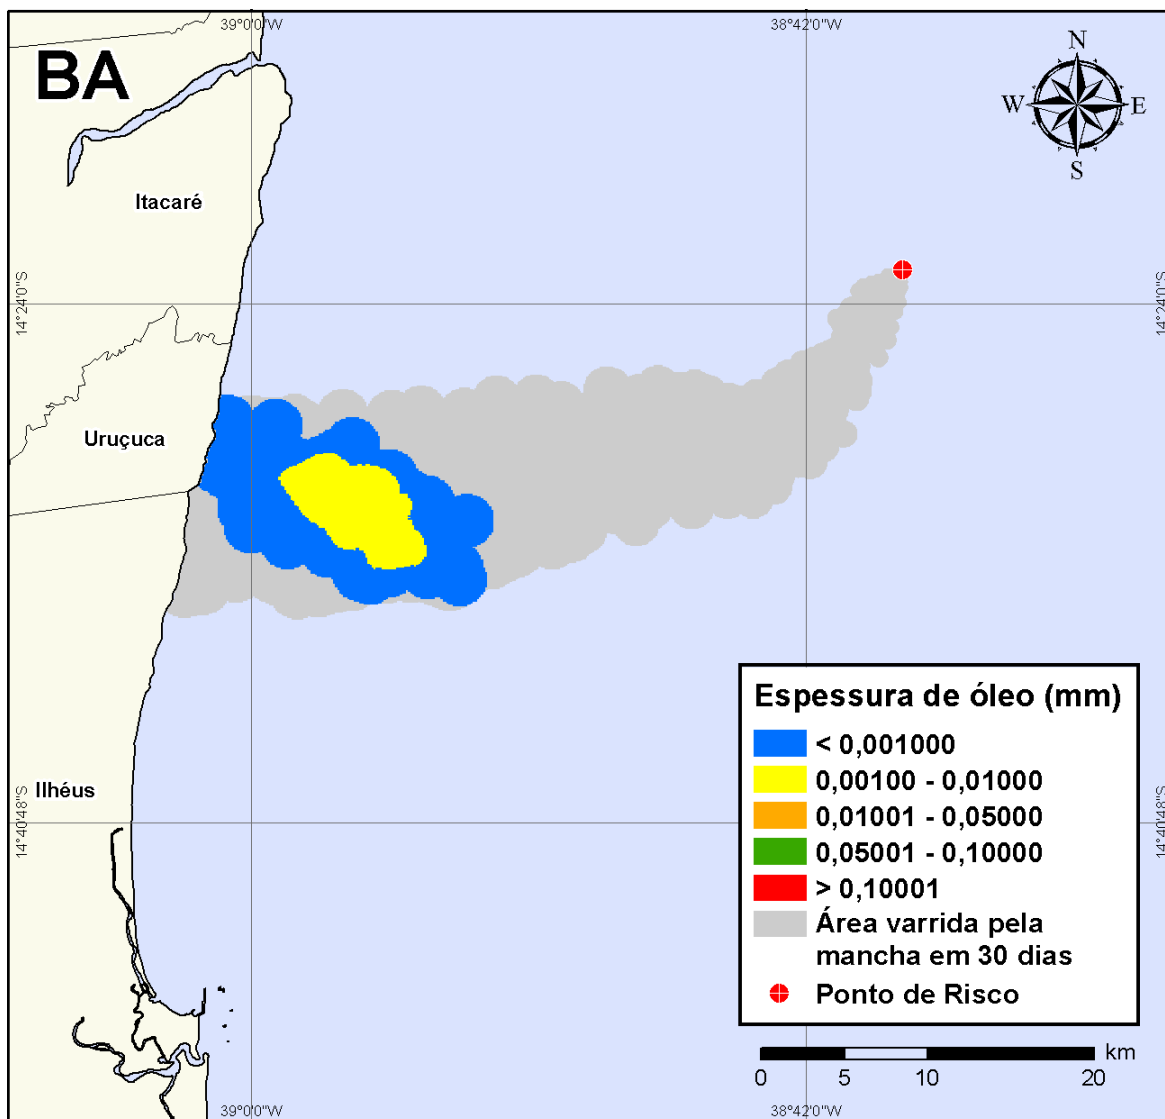 39°0'0"W
38°42'0"W
BA
N
W
E
S
Itacaré
14°24'0"S
14°24'0"S
Uruçuca
Ilhéus
14°40'48"S
14°40'48"S
Espessura de óleo (mm)
< 0,001000
0,00100 - 0,01000
0,01001 - 0,05000
0,05001 - 0,10000
> 0,10001
Área varrida pela
mancha em 30 dias
Ponto de Risco
km
0 5 10 20
39°0'0"W
38°42'0"W